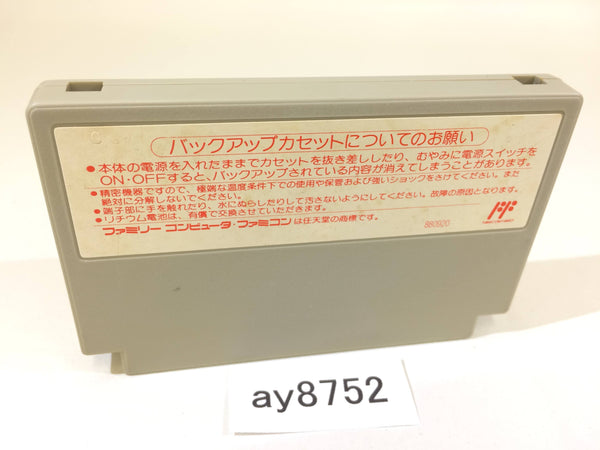 バックアップカセットについてのお願い
●本体の電源を入れたままでカセットを抜き差ししたり、むやみに電源スイッチを
ON・OFFすると、バックアップされている内容が消えてしまうことがあります。
●精密機器ですので、極端な温度条件下での使用や保管および強いショックをさけてください。また
絶対に分解しないでください。
●端子部に手を触れたり、水にぬらしたりして汚さないようにしてください。故障の原因となります。
●リチウム電池は、有償で交換させていただきます。
ファミリーコンピュータ・ファミコンは任天堂の商標です。
880920
ay8752